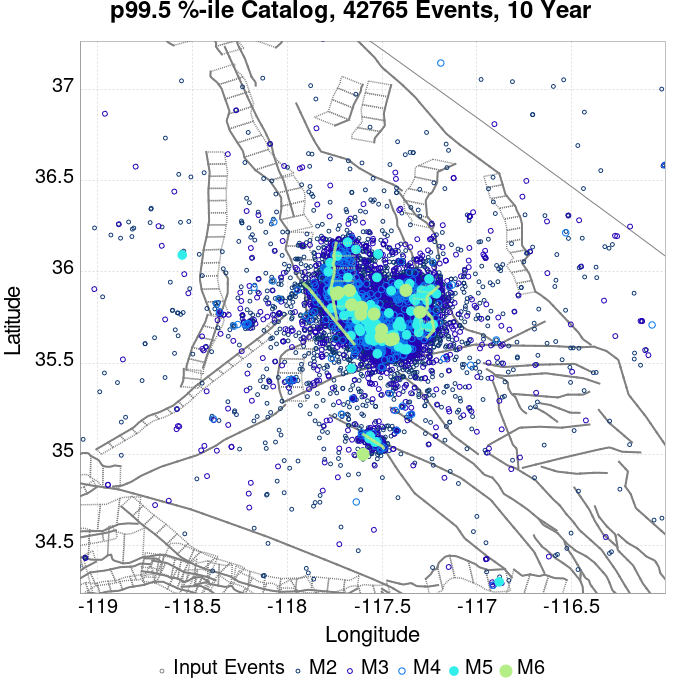 p99.5 %-ile Catalog, 42765 Events, 10 Year
37
36.5
36
35.5
35
34.5
Latitude
-119 -118.5 -118 -117.5 -117 -116.5
Longitude
Input Events M2 M3 M4 M5 M6